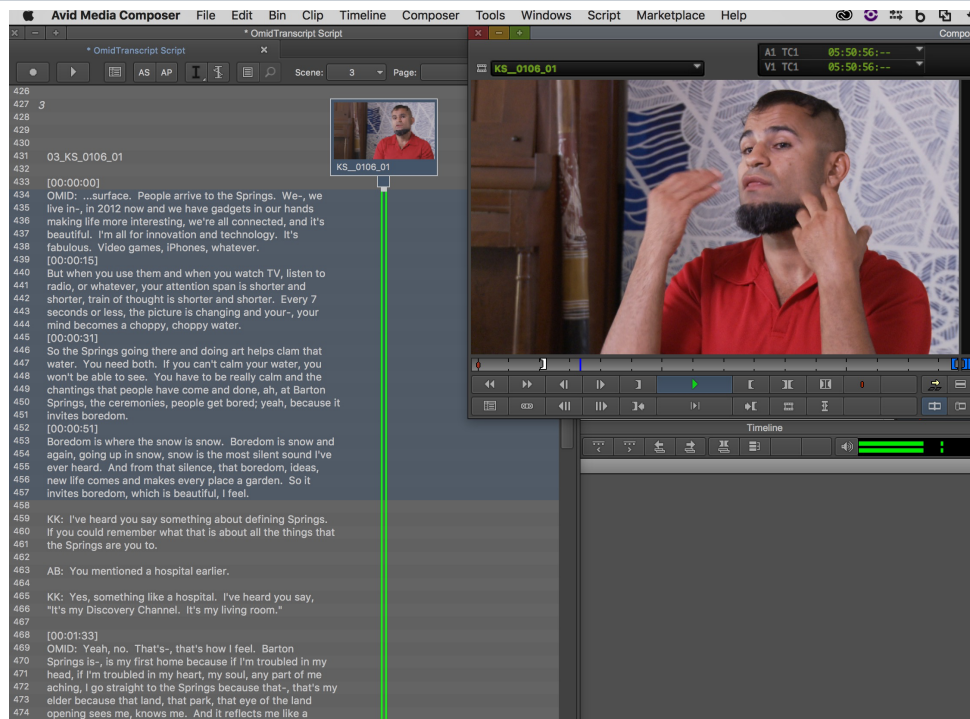 Avid Media Composer File Edit Bin Clip Timeline Composer Tools Windows Script Marketplace Help
* OmidTranscript Script
Compo
* OmidTranscript Script
AS AP
Scene: 3 Page:
KS__0106_01
A1 TC1 05:50:56:--
V1 TC1 05:50:56:--
426
427 3
428
429
430
431 03_KS_0106_01
KS__0106_01
432
433 [00:00:00]
434 OMID: ...surface. People arrive to the Springs. We-, we
435 live in-, in 2012 now and we have gadgets in our hands
436 making life more interesting, we're all connected, and it's
437 beautiful. I'm all for innovation and technology. It's
438 fabulous. Video games, iPhones, whatever.
439 [00:00:15]
440 But when you use them and when you watch TV, listen to
441 radio, or whatever, your attention span is shorter and
442 shorter, train of thought is shorter and shorter. Every 7
443 seconds or less, the picture is changing and your-, your
444 mind becomes a choppy, choppy water.
445 [00:00:31]
446 So the Springs going there and doing art helps clam that
447 water. You need both. If you can't calm your water, you
448 won't be able to see. You have to be really calm and the
449 chantings that people have come and done, ah, at Barton
450 Springs, the ceremonies, people get bored; yeah, because it
451 invites boredom.
452 [00:00:51]
453 Boredom is where the snow is snow. Boredom is snow and
454 again, going up in snow, snow is the most silent sound I've
455 ever heard. And from that silence, that boredom, ideas,
456 new life comes and makes every place a garden. So it
457 invites boredom, which is beautiful, I feel.
458
459 KK: I've heard you say something about defining Springs.
460 If you could remember what that is about all the things that
461 the Springs are you to.
462
463 AB: You mentioned a hospital earlier.
464
465 KK: Yes, something like a hospital. I've heard you say,
466 "It's my Discovery Channel. It's my living room."
467
468 [00:01:33]
469 OMID: Yeah, no. That's-, that's how I feel. Barton
470 Springs is-, is my first home because if I'm troubled in my
471 head, if I'm troubled in my heart, my soul, any part of me
472 aching, I go straight to the Springs because that-, that's my
473 elder because that land, that park, that eye of the land
474 opening sees me, knows me. And it reflects me like a
Timeline